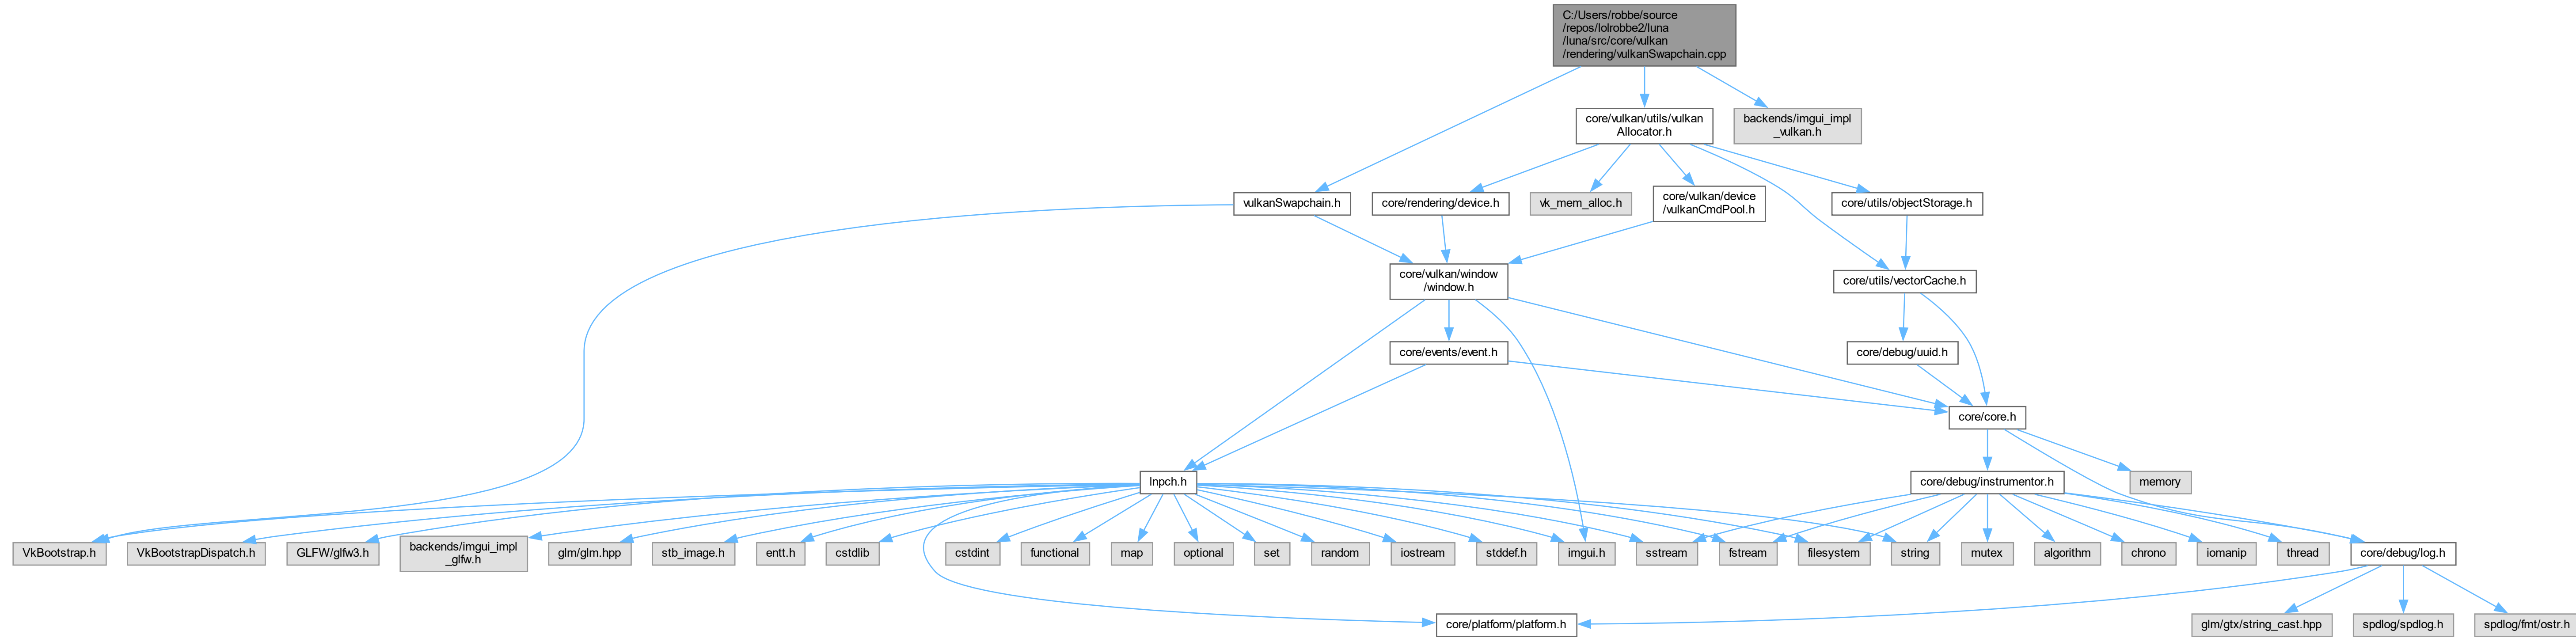 C:/Users/robbe/source
/repos/lolrobbe2/luna
/luna/src/core/vulkan
/rendering/vulkanSwapchain.cpp
core/vulkan/utils/vulkan
Allocator.h
backends/imgui_impl
_vulkan.h
vulkanSwapchain.h
core/rendering/device.h
vk_mem_alloc.h
core/vulkan/device
/vulkanCmdPool.h
core/utils/objectStorage.h
core/vulkan/window
/window.h
core/utils/vectorCache.h
core/events/event.h
core/debug/uuid.h
core/core.h
lnpch.h
core/debug/instrumentor.h
memory
VkBootstrap.h
VkBootstrapDispatch.h
GLFW/glfw3.h
backends/imgui_impl
_glfw.h
glm/glm.hpp
stb_image.h
entt.h
cstdlib
cstdint
functional
map
optional
set
random
iostream
stddef.h
imgui.h
sstream
fstream
filesystem
string
mutex
algorithm
chrono
iomanip
thread
core/debug/log.h
core/platform/platform.h
glm/gtx/string_cast.hpp
spdlog/spdlog.h
spdlog/fmt/ostr.h